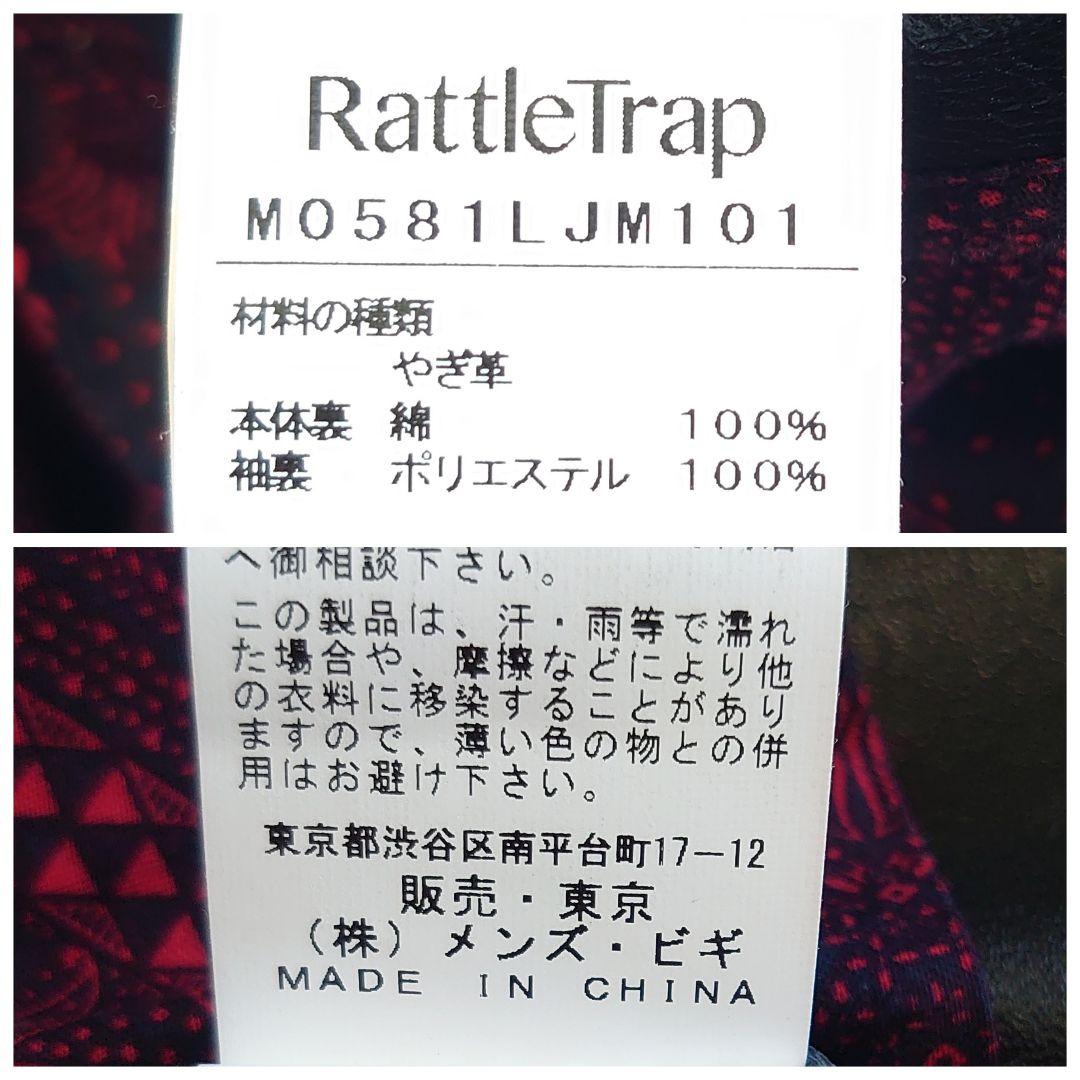 RattleTrap
M0581LJM101
材料の種類
やぎ革
本体裏 綿 100%
袖裏 ポリエステル 100%
へ御相談下さい。
この製品は、汗・雨等で濡れ
た場合や、摩擦などにより他
の衣料に移染することがあり
ますので、薄い色の物との併
用はお避け下さい。
東京都渋谷区南平台町17－12
販売・東京
（株）メンズ・ビギ
MADE IN CHINA